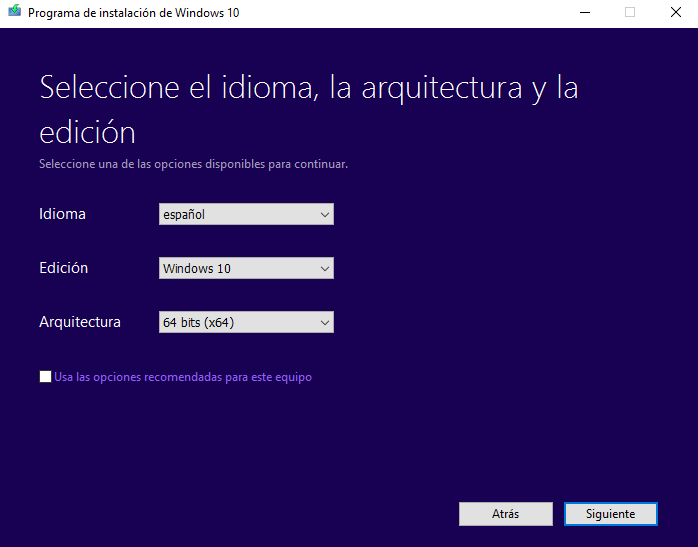 Programa de instalación de Windows 10
Seleccione el idioma, la arquitectura y la
edición
Seleccione una de las opciones disponibles para continuar.
Idioma
español
Edición
Windows 10
Arquitectura
64 bits (x64)
Usa las opciones recomendadas para este equipo
Atrás
Siguiente